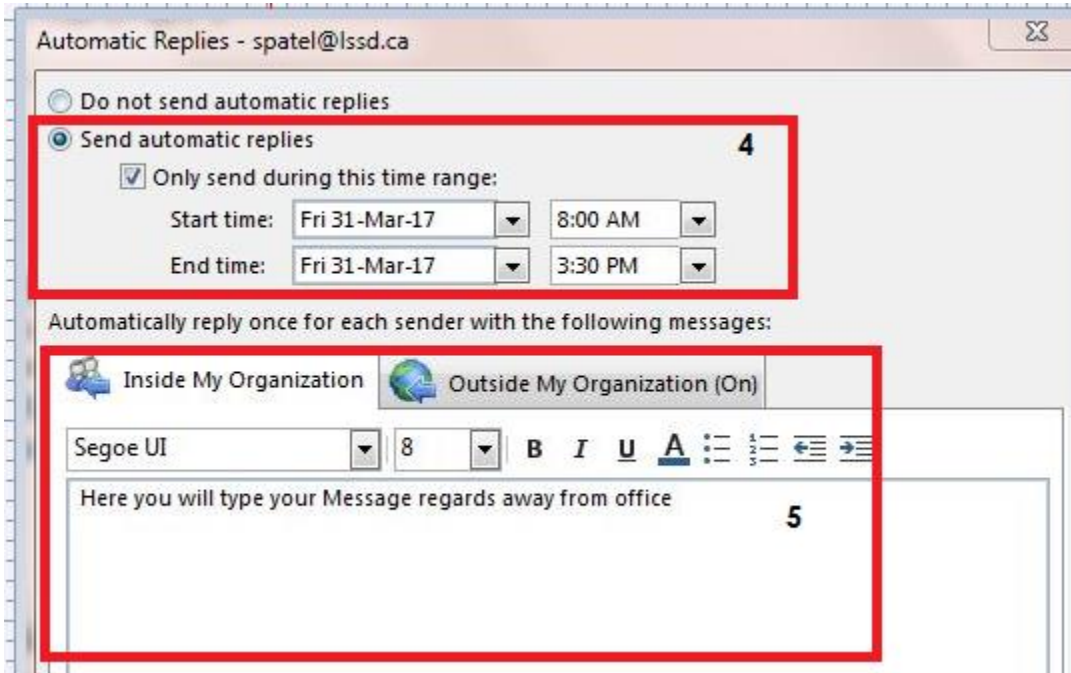 Automatic Replies - spatel@lssd.ca
Do not send automatic replies
Send automatic replies 4
Only send during this time range:
Start time: Fri 31-Mar-17 8:00 AM
End time: Fri 31-Mar-17 3:30 PM
Automatically reply once for each sender with the following messages:
Inside My Organization Outside My Organization (On)
Segoe UI 8 B I U A
Here you will type your Message regards away from office
5